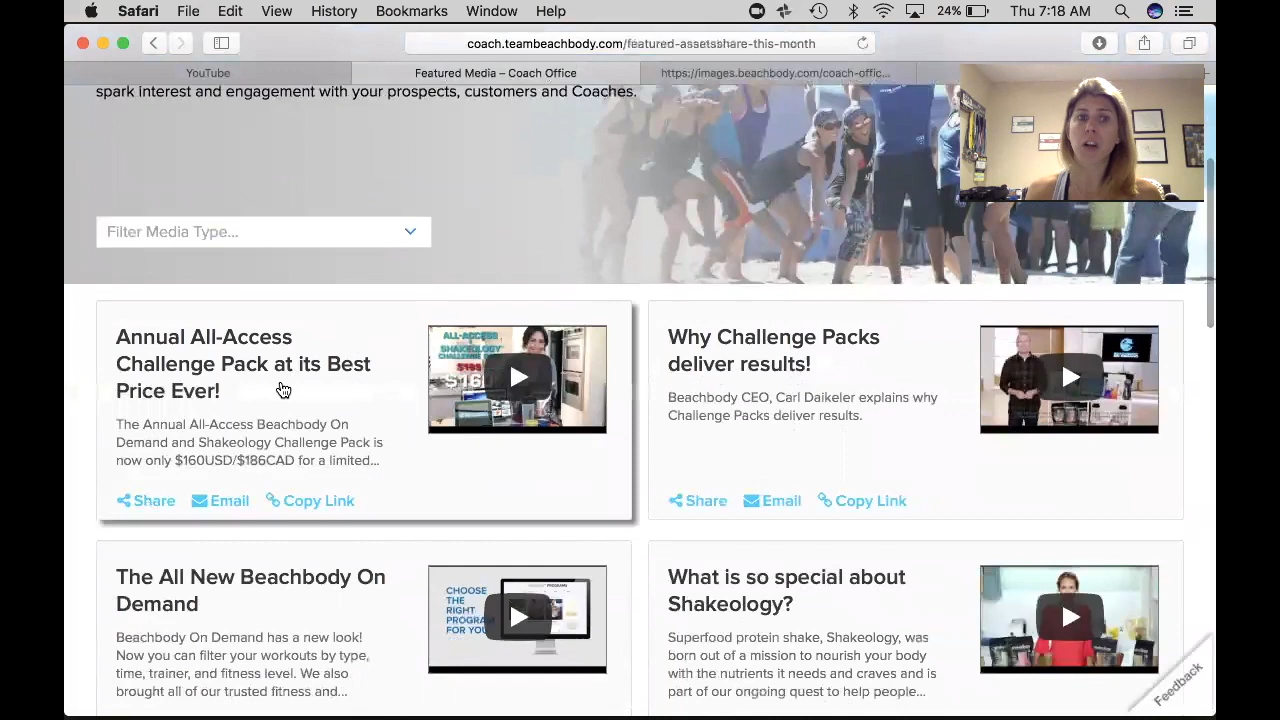 Safari File Edit View History Bookmarks Window Help 24% Thu 7:18 AM
coach.teambeachbody.com/featured-assetsshare-this-month
YouTube Featured Media – Coach Office https://images.beachbody.com/coach-offic...
spark interest and engagement with your prospects, customers and Coaches.
Filter Media Type...
Annual All-Access
Challenge Pack at its Best
Price Ever!
The Annual All-Access Beachbody On
Demand and Shakeology Challenge Pack is
now only $160USD/$186CAD for a limited...
Share Email Copy Link
ALL-ACCESS
SHAKEOLOGY
Why Challenge Packs
deliver results!
Beachbody CEO, Carl Daikeler explains why
Challenge Packs deliver results.
Share Email Copy Link
The All New Beachbody On
Demand
Beachbody On Demand has a new look!
Now you can filter your workouts by type,
time, trainer, and fitness level. We also
brought all of our trusted fitness and...
CHOOSE
THE
RIGHT
PROGRAM
FOR YOU
What is so special about
Shakeology?
Superfood protein shake, Shakeology, was
born out of a mission to nourish your body
with the nutrients it needs and craves and is
part of our ongoing quest to help people...
Feedback